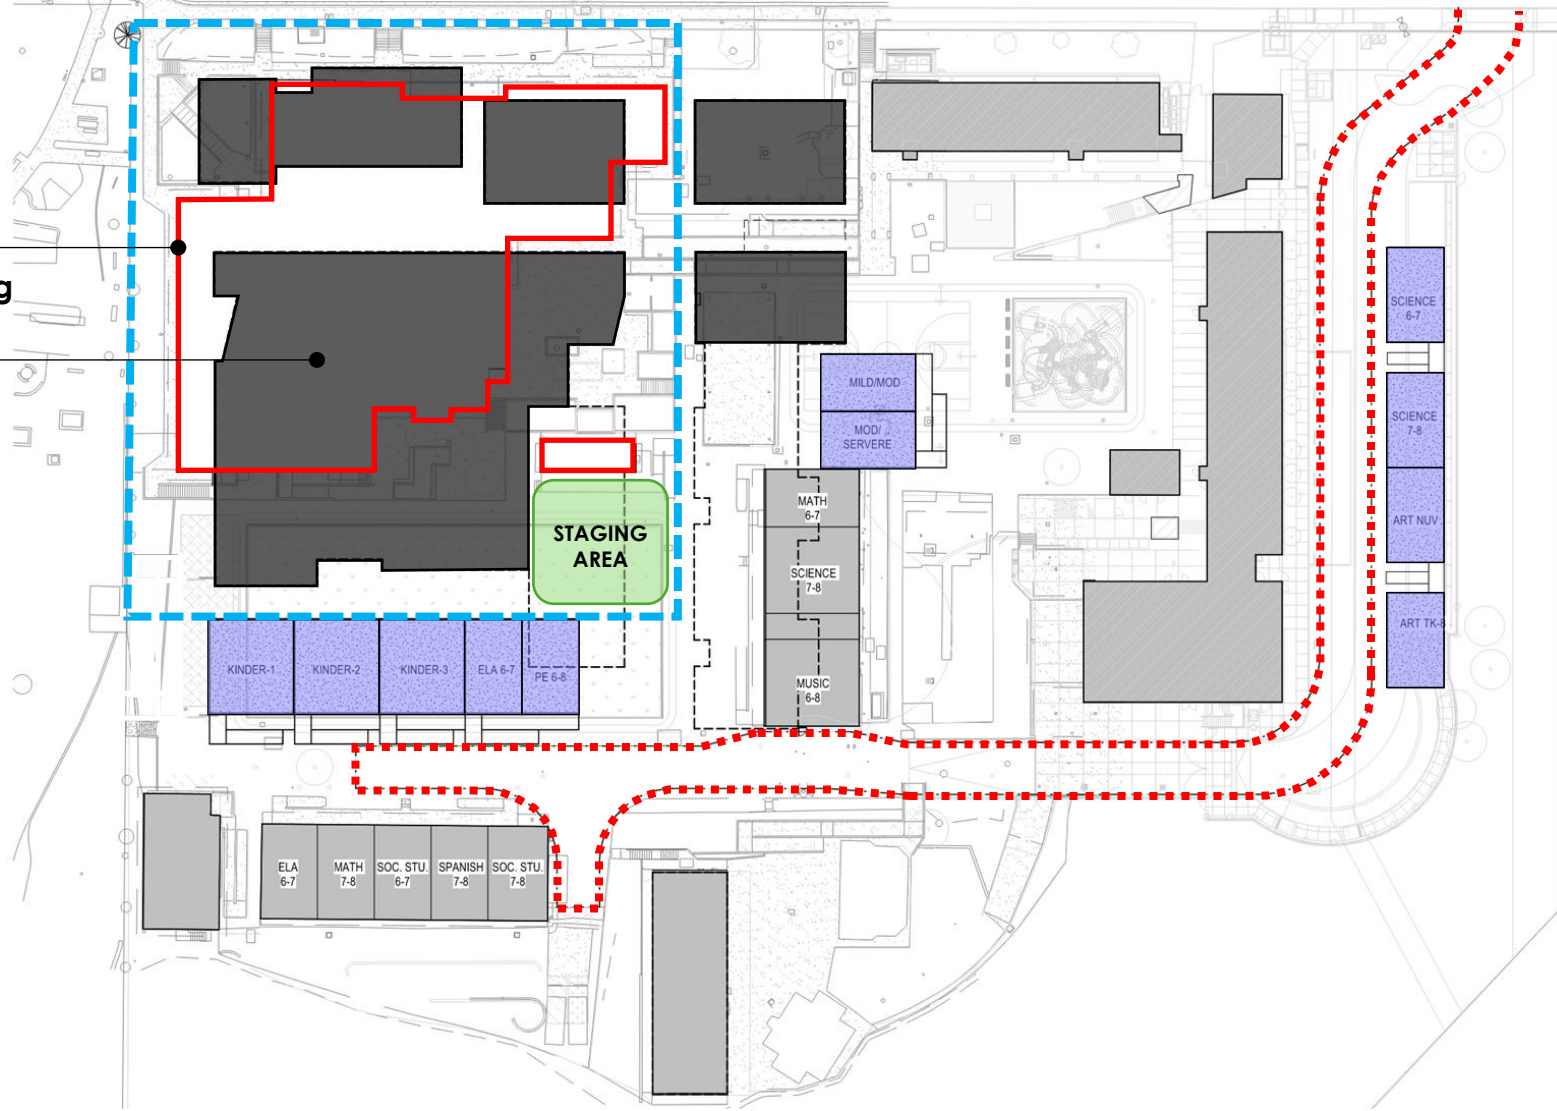 g
SCIENCE
6-7
MILD/MOD
MOD/
SERVERE
SCIENCE
7-8
MATH
6-7
ART NUV
STAGING
AREA
SCIENCE
7-8
ART TK-8
KINDER-1
KINDER-2
KINDER-3
ELA 6-7
PE 6-8
MUSIC
6-8
ELA
6-7
MATH
7-8
SOC. STU.
6-7
SPANISH
7-8
SOC. STU.
7-8